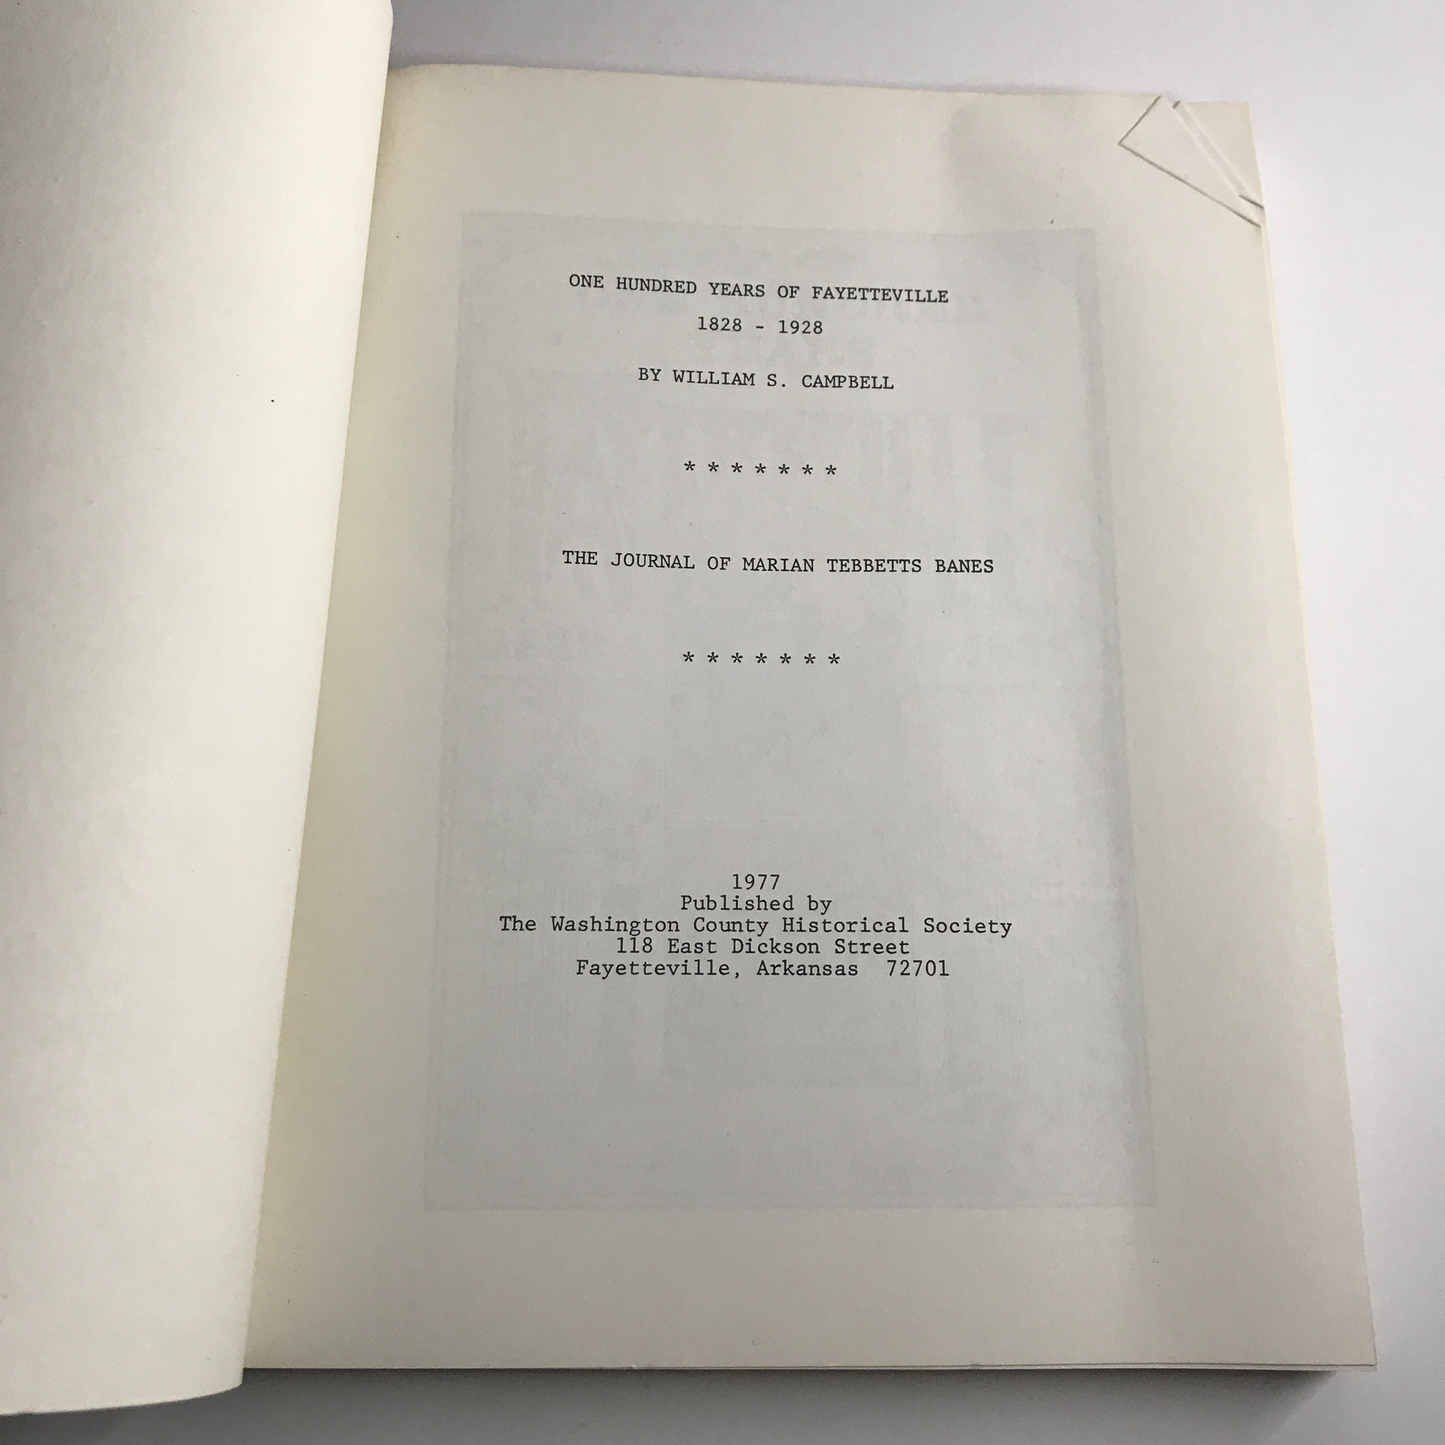 ONE HUNDRED YEARS OF FAYETTEVILLE
1828 - 1928
BY WILLIAM S. CAMPBELL
* * * * * * *
THE JOURNAL OF MARIAN TEBBETTS BANES
* * * * * * *
1977
Published by
The Washington County Historical Society
118 East Dickson Street
Fayetteville, Arkansas 72701